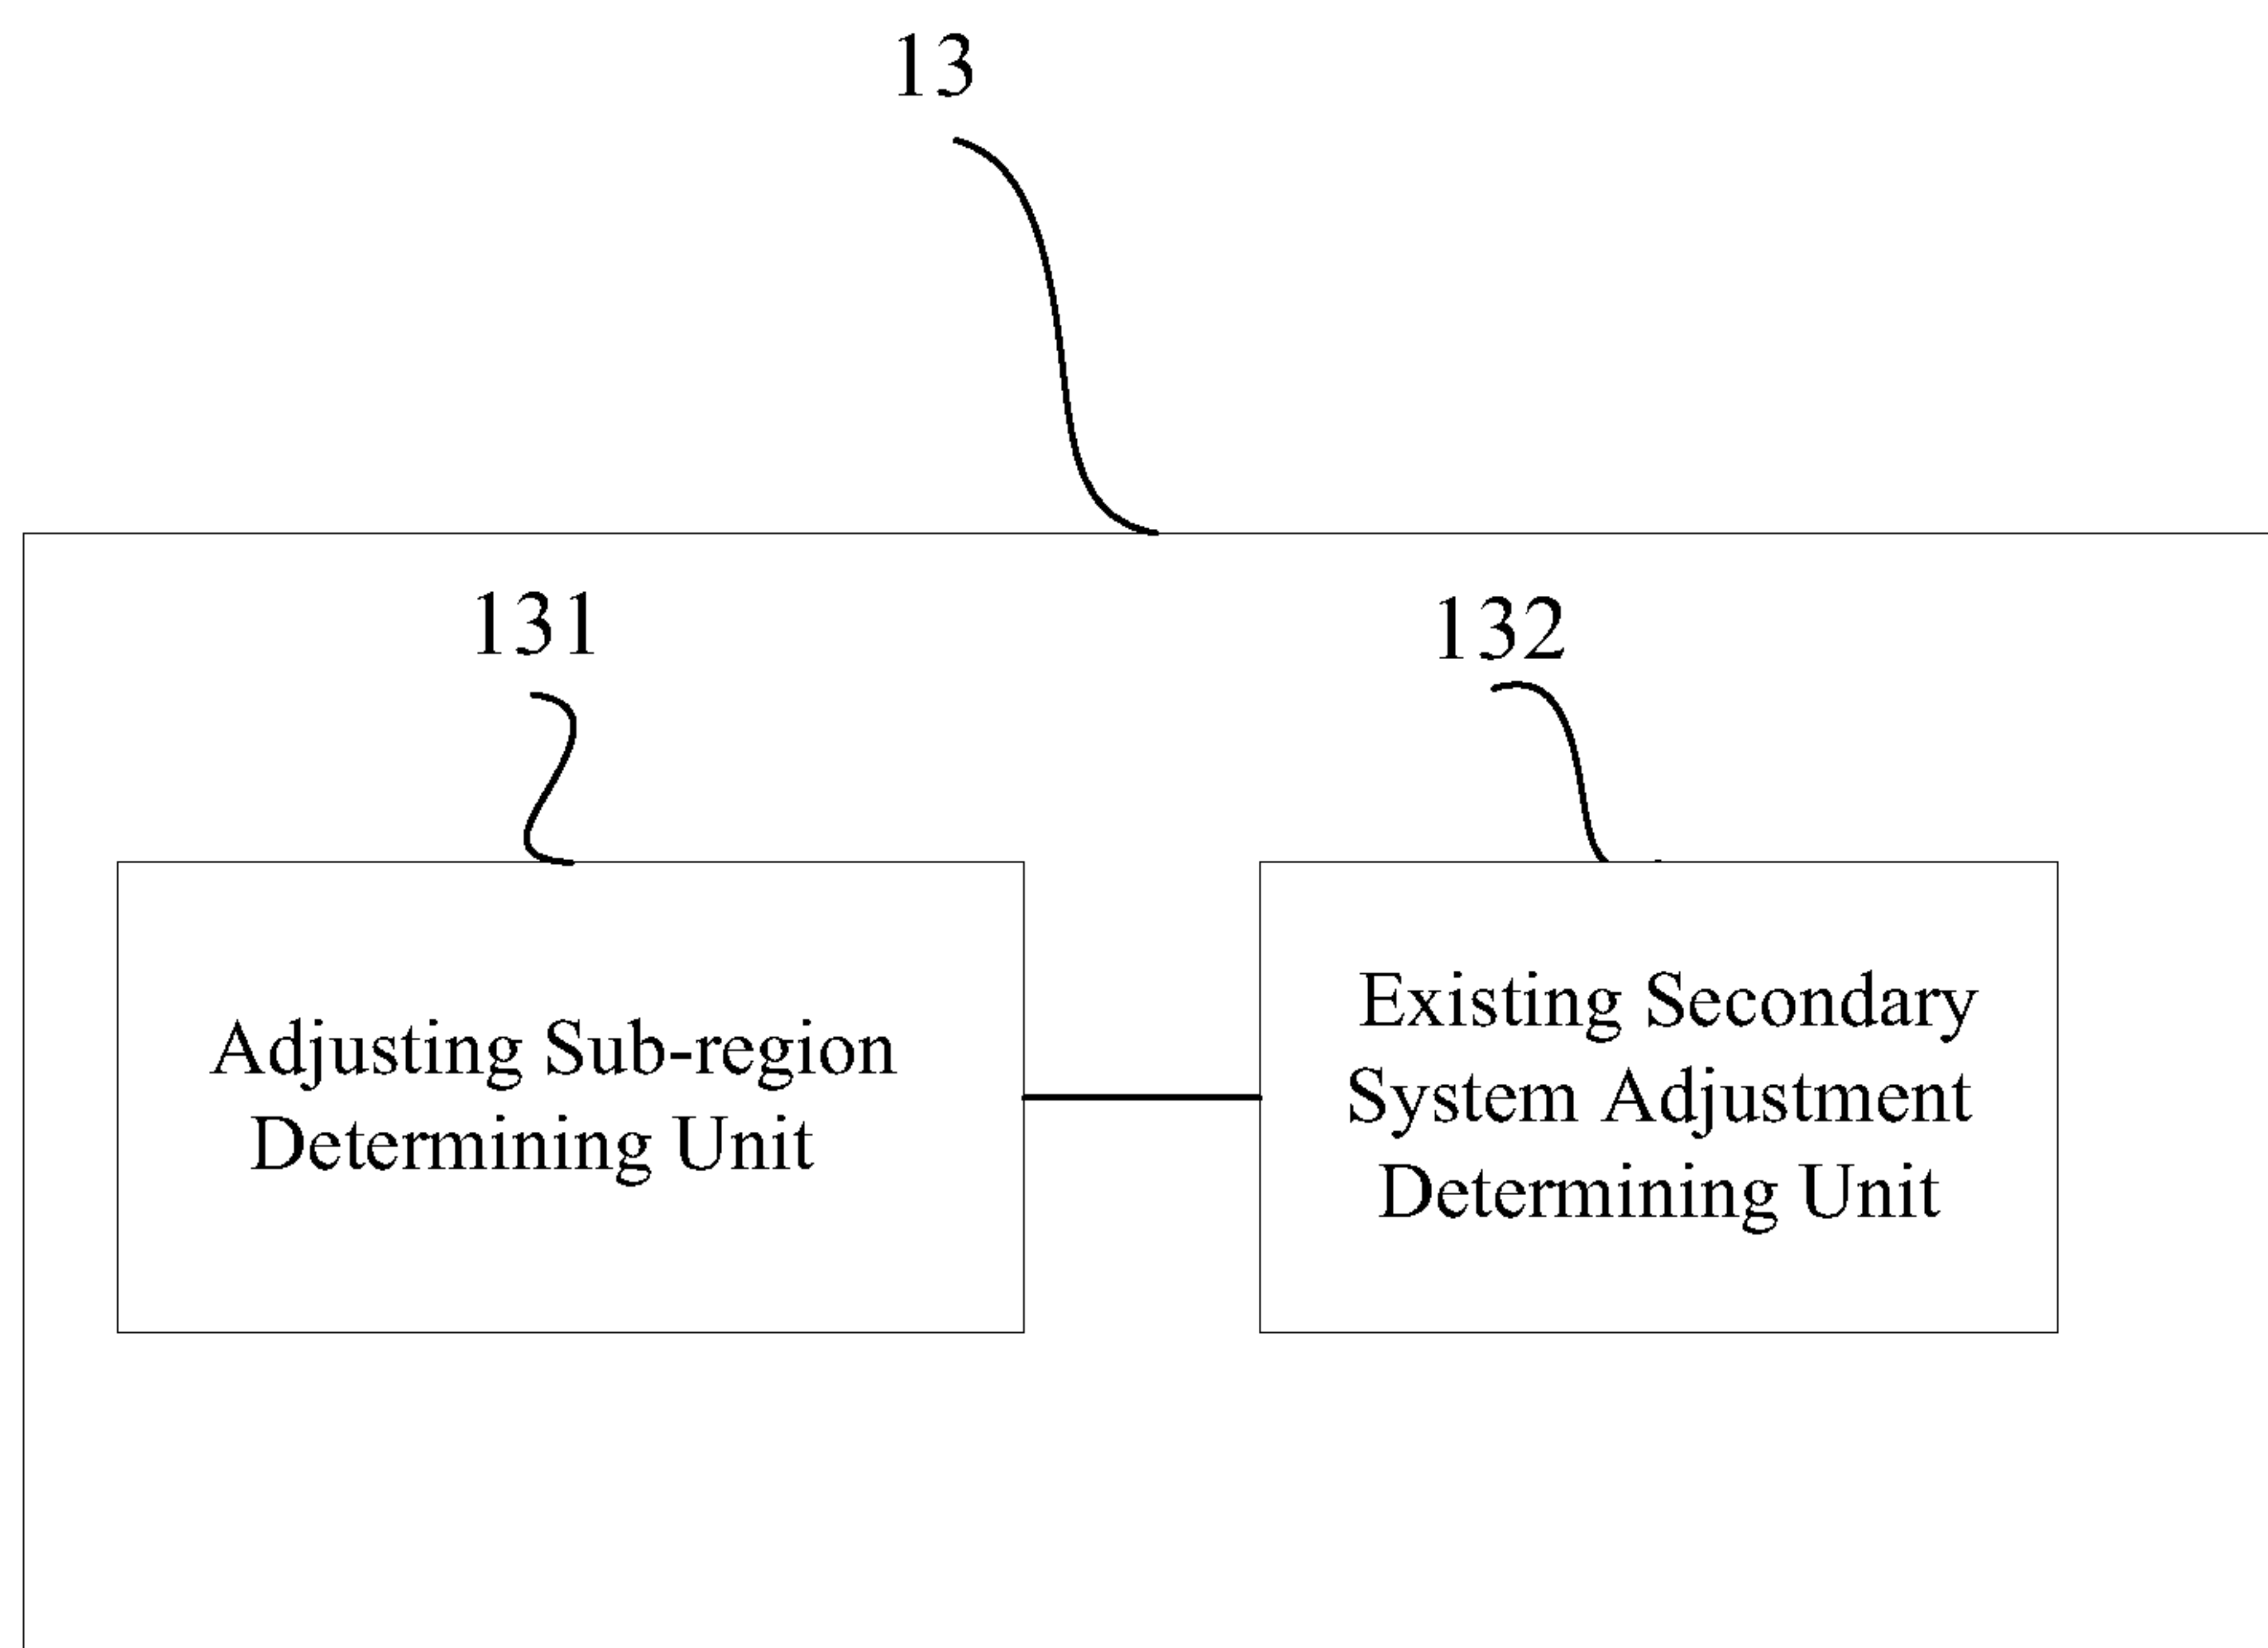 13
131
132
Adjusting Sub-region
Determining Unit
Existing Secondary
System Adjustment
Determining Unit